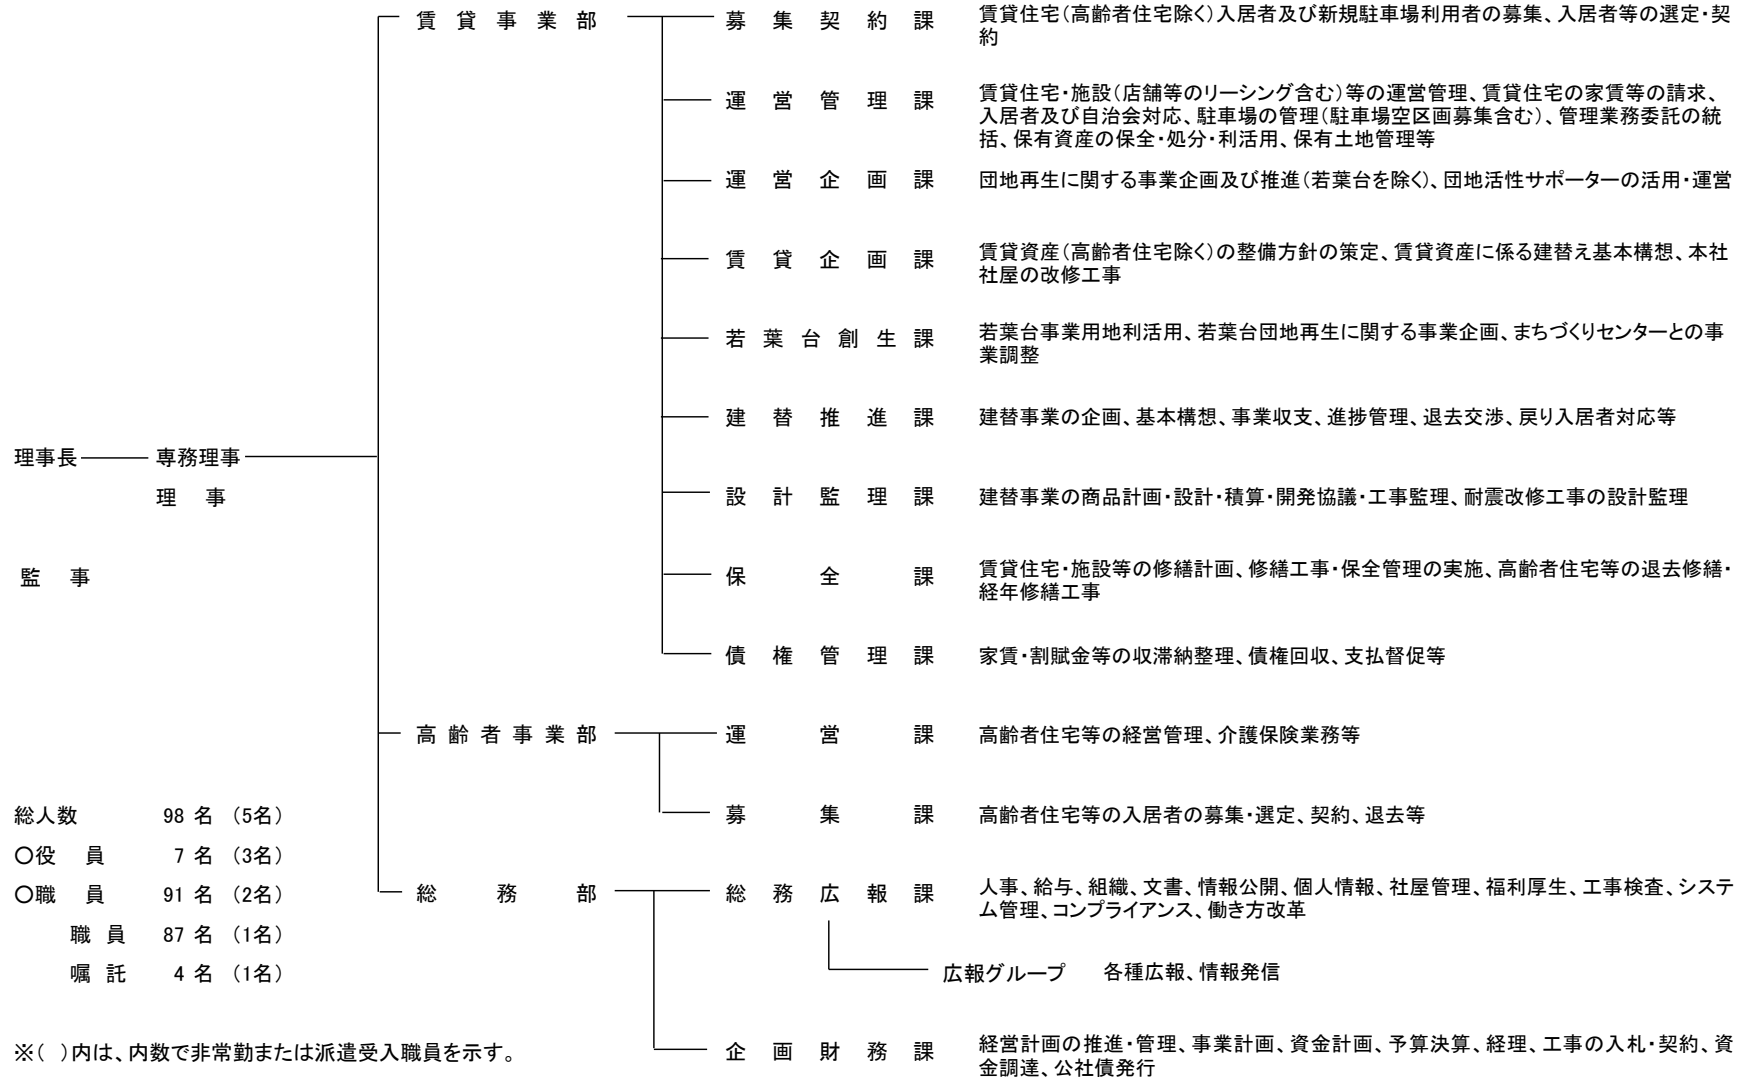 賃貸事業部
募集契約課
賃貸住宅(高齢者住宅除く)入居者及び新規駐車場利用者の募集、入居者等の選定・契
約
運営管理課
賃貸住宅・施設(店舗等のリーシング含む)等の運営管理、賃貸住宅の家賃等の請求、
入居者及び自治会対応、駐車場の管理(駐車場空区画募集含む)、管理業務委託の統
括、保有資産の保全・処分・利活用、保有土地管理等
運営企画課
団地再生に関する事業企画及び推進(若葉台を除く)、団地活性サポーターの活用・運営
賃貸企画課
賃貸資産(高齢者住宅除く)の整備方針の策定、賃貸資産に係る建替え基本構想、本社
社屋の改修工事
若葉台創生課
若葉台事業用地利活用、若葉台団地再生に関する事業企画、まちづくりセンターとの事
業調整
建替推進課
建替事業の企画、基本構想、事業収支、進捗管理、退去交渉、戻り入居者対応等
理事長
専務理事
理事
設計監理課
建替事業の商品計画・設計・積算・開発協議・工事監理、耐震改修工事の設計監理
監事
保全課
賃貸住宅・施設等の修繕計画、修繕工事・保全管理の実施、高齢者住宅等の退去修繕・
経年修繕工事
債権管理課
家賃・割賦金等の収滞納整理、債権回収、支払督促等
高齢者事業部
運営課
高齢者住宅等の経営管理、介護保険業務等
募集課
高齢者住宅等の入居者の募集・選定、契約、退去等
総務部
総務広報課
人事、給与、組織、文書、情報公開、個人情報、社屋管理、福利厚生、工事検査、システ
ム管理、コンプライアンス、働き方改革
広報グループ 各種広報、情報発信
企画財務課
経営計画の推進・管理、事業計画、資金計画、予算決算、経理、工事の入札・契約、資
金調達、公社債発行
総人数 98 名 (5名)
〇役員 7 名 (3名)
〇職員 91 名 (2名)
職員 87 名 (1名)
嘱託 4 名 (1名)
※( )内は、内数で非常勤または派遣受入職員を示す。